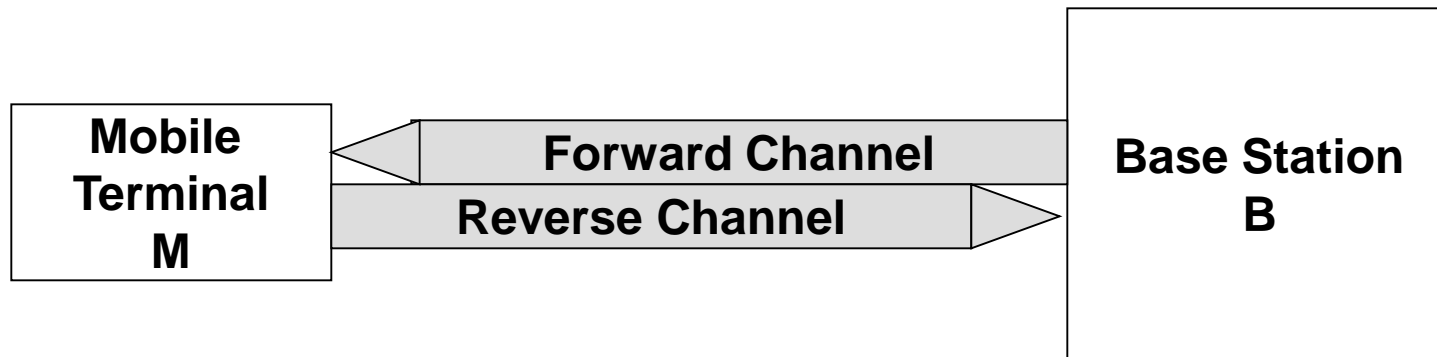 Mobile
Terminal
M
Forward Channel
Reverse Channel
Base Station
B